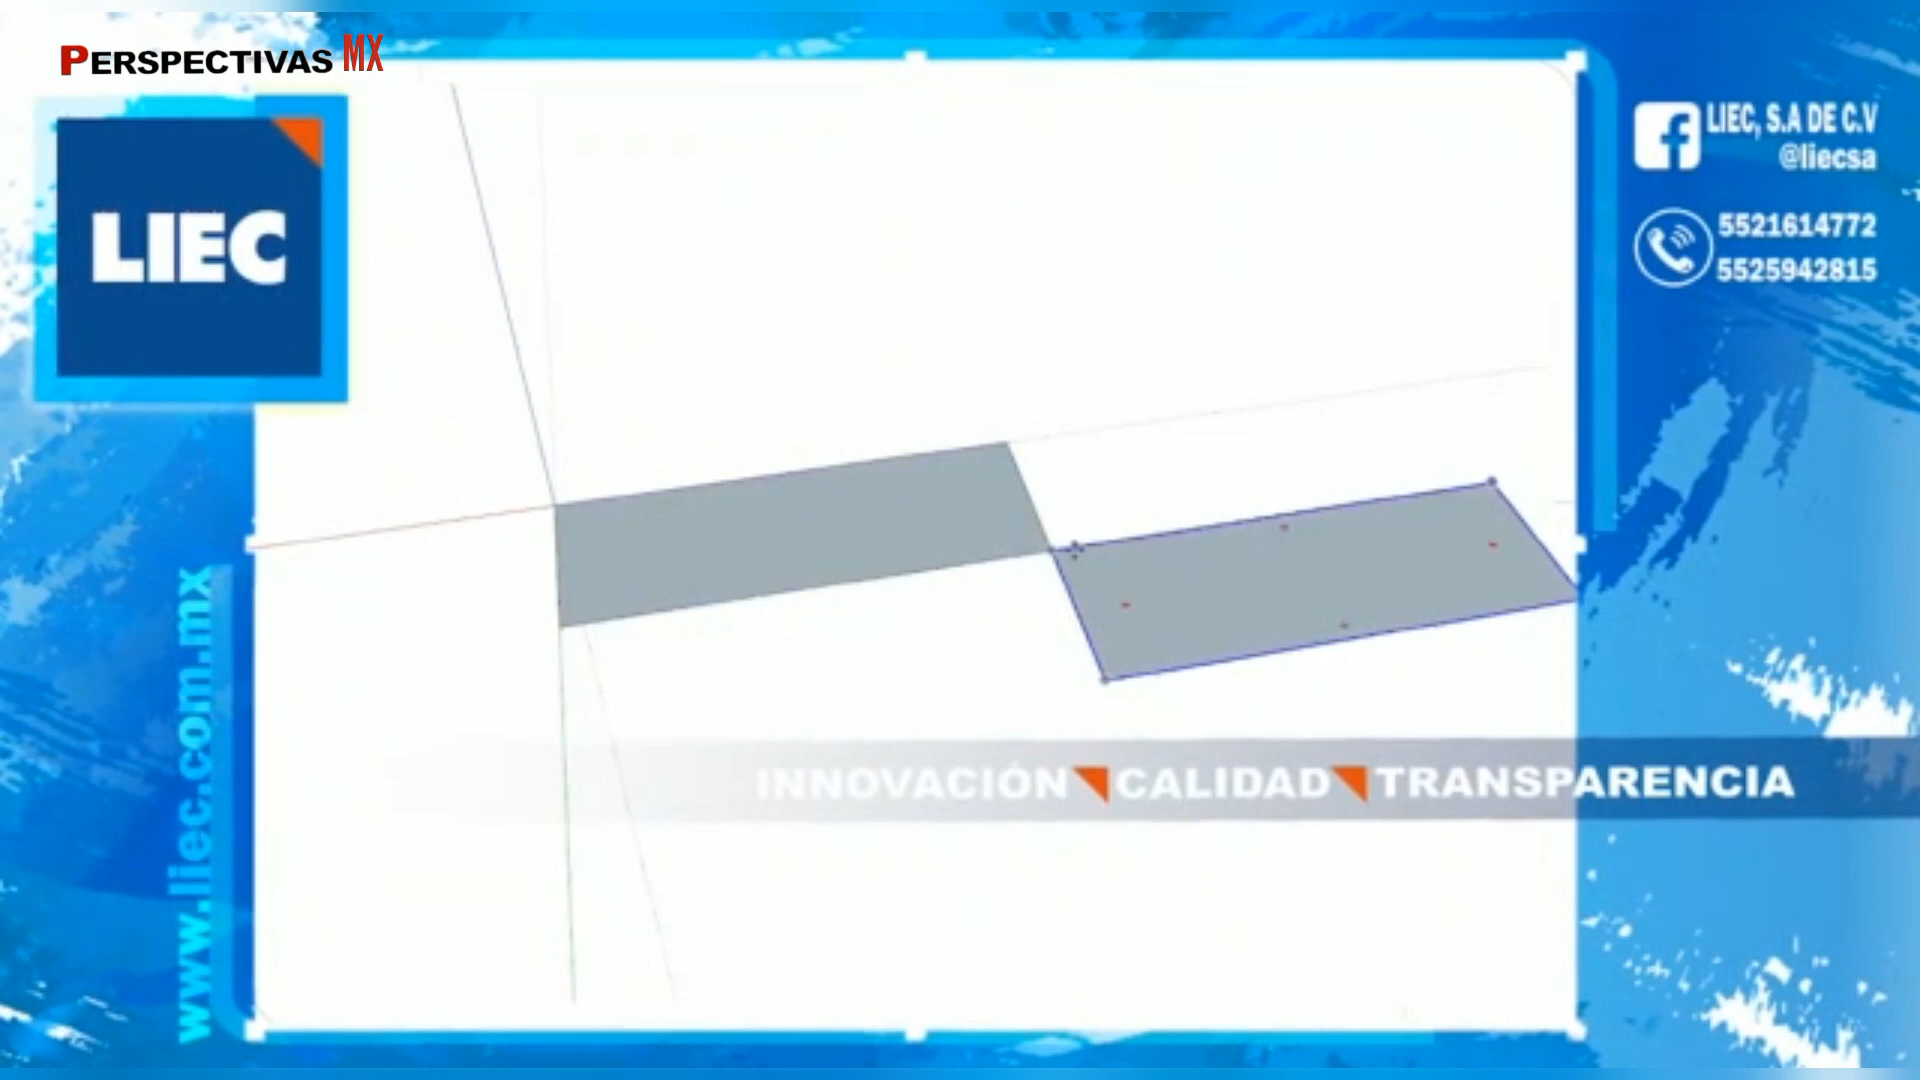 PERSPECTIVAS MX
LIEC
LIEC, S.A DE C.V
@liecsa
5521614772
5525942815
www.liec.com.mx
INNOVACIÓN CALIDAD TRANSPARENCIA